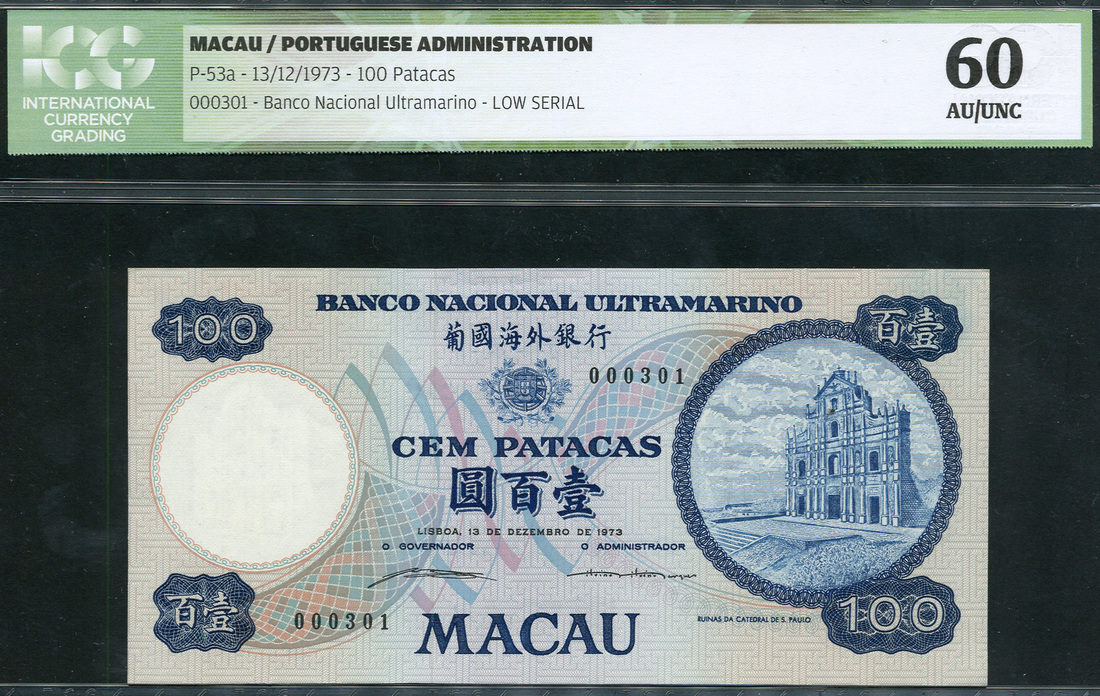 ICG
INTERNATIONAL
CURRENCY
GRADING
MACAU / PORTUGUESE ADMINISTRATION
P-53a - 13/12/1973 - 100 Patacas
000301 - Banco Nacional Ultramarino - LOW SERIAL
60
AU/UNC
BANCO NACIONAL ULTRAMARINO
100
百壹
葡國海外銀行
000301
CEM PATACAS
圓百壹
LISBOA, 13 DE DEZEMBRO DE 1973
O GOVERNADOR
O ADMINISTRADOR
百壹
000301
MACAU
RUINAS DA CATEDRAL DE S. PAULO
100